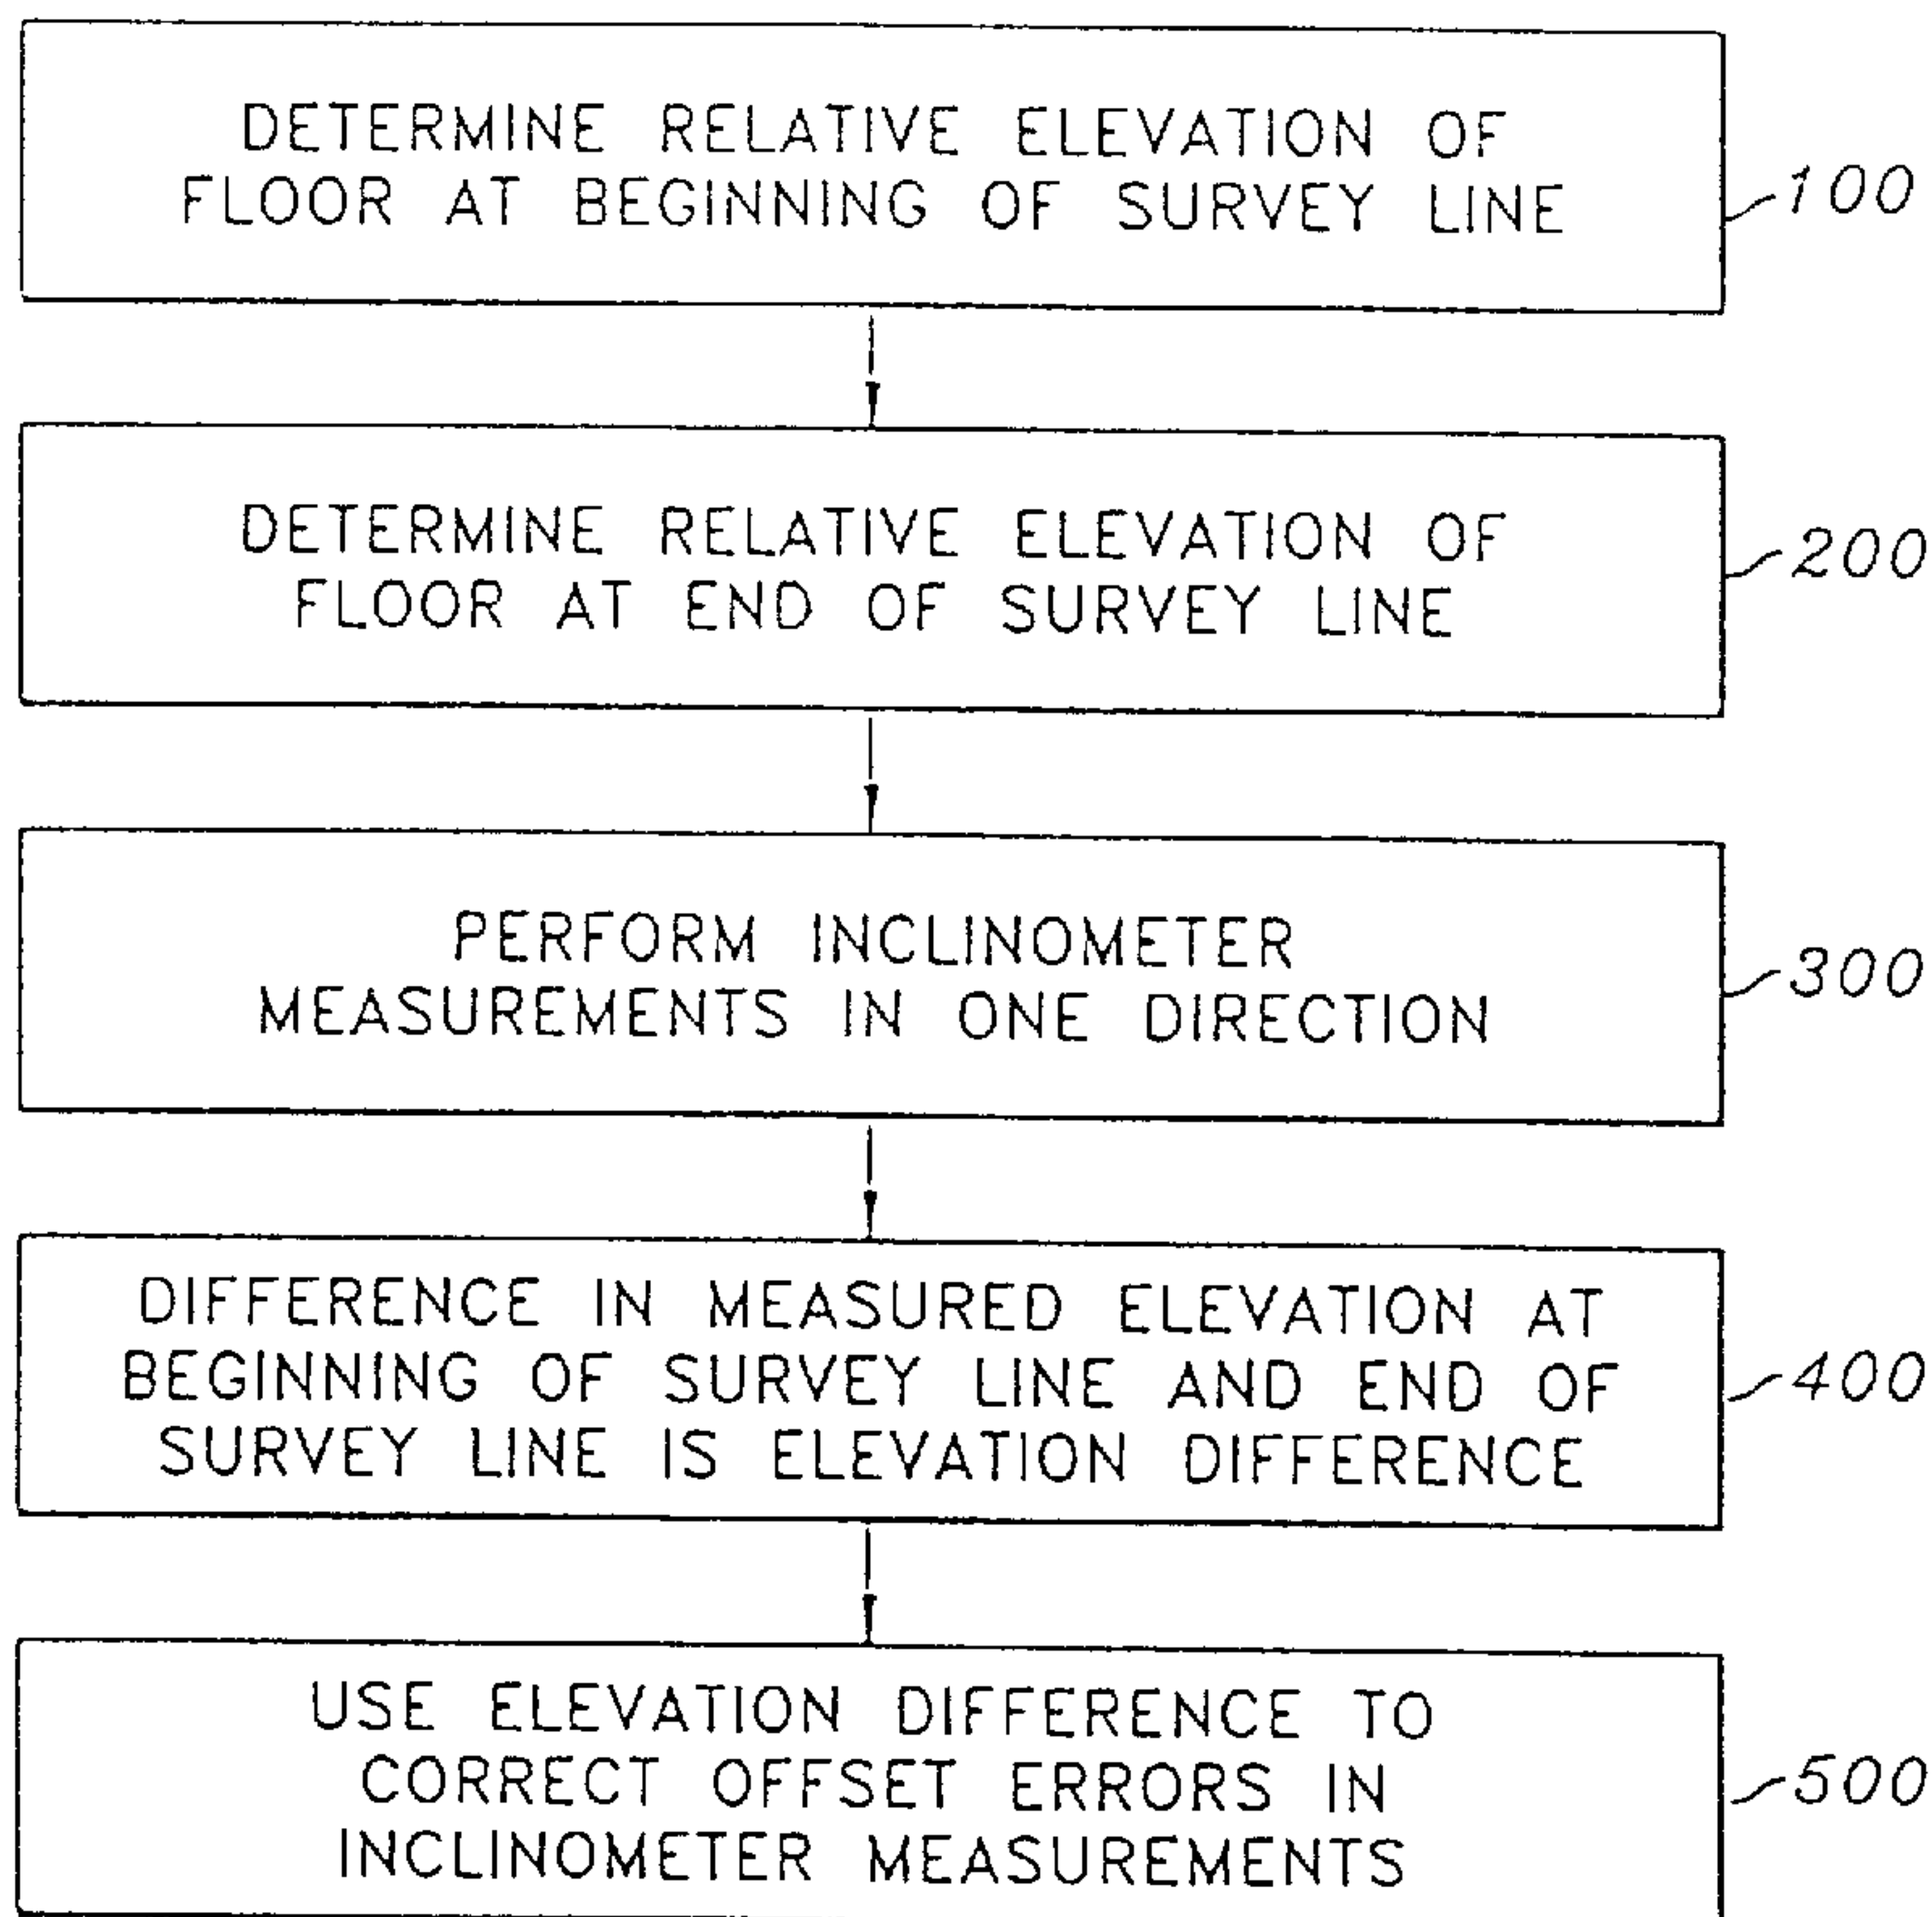 DETERMINE RELATIVE ELEVATION OF
FLOOR AT BEGINNING OF SURVEY LINE
100
DETERMINE RELATIVE ELEVATION OF
FLOOR AT END OF SURVEY LINE
200
PERFORM INCLINOMETER
MEASUREMENTS IN ONE DIRECTION
300
DIFFERENCE IN MEASURED ELEVATION AT
BEGINNING OF SURVEY LINE AND END OF
SURVEY LINE IS ELEVATION DIFFERENCE
400
USE ELEVATION DIFFERENCE TO
CORRECT OFFSET ERRORS IN
INCLINOMETER MEASUREMENTS
500